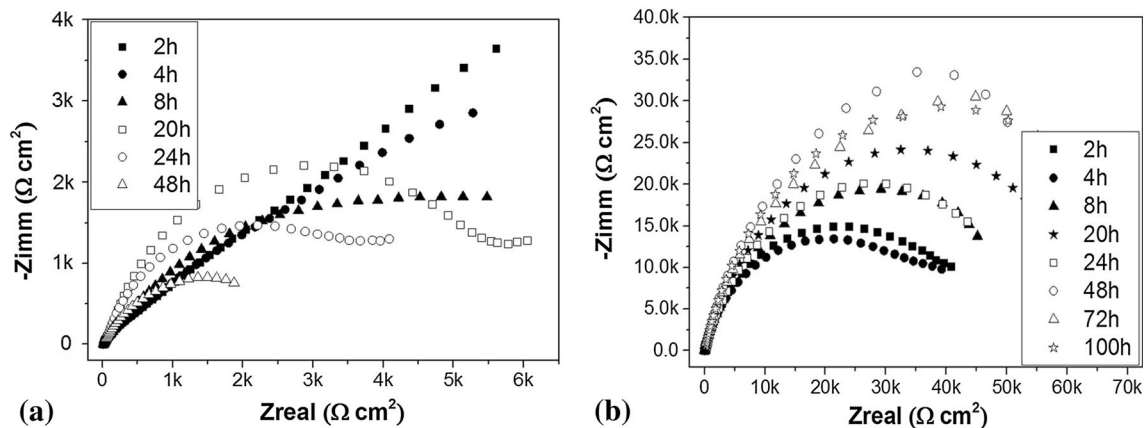 4k
3k
2k
1k
0
-Zimm (Ω cm²)
2h
4h
8h
20h
24h
48h
0 1k 2k 3k 4k 5k 6k
Zreal (Ω cm²)
(a)
40.0k
35.0k
30.0k
25.0k
20.0k
15.0k
10.0k
5.0k
0.0
-Zimm (Ω cm²)
2h
4h
8h
20h
24h
48h
72h
100h
0 10k 20k 30k 40k 50k 60k 70k
Zreal (Ω cm²)
(b)